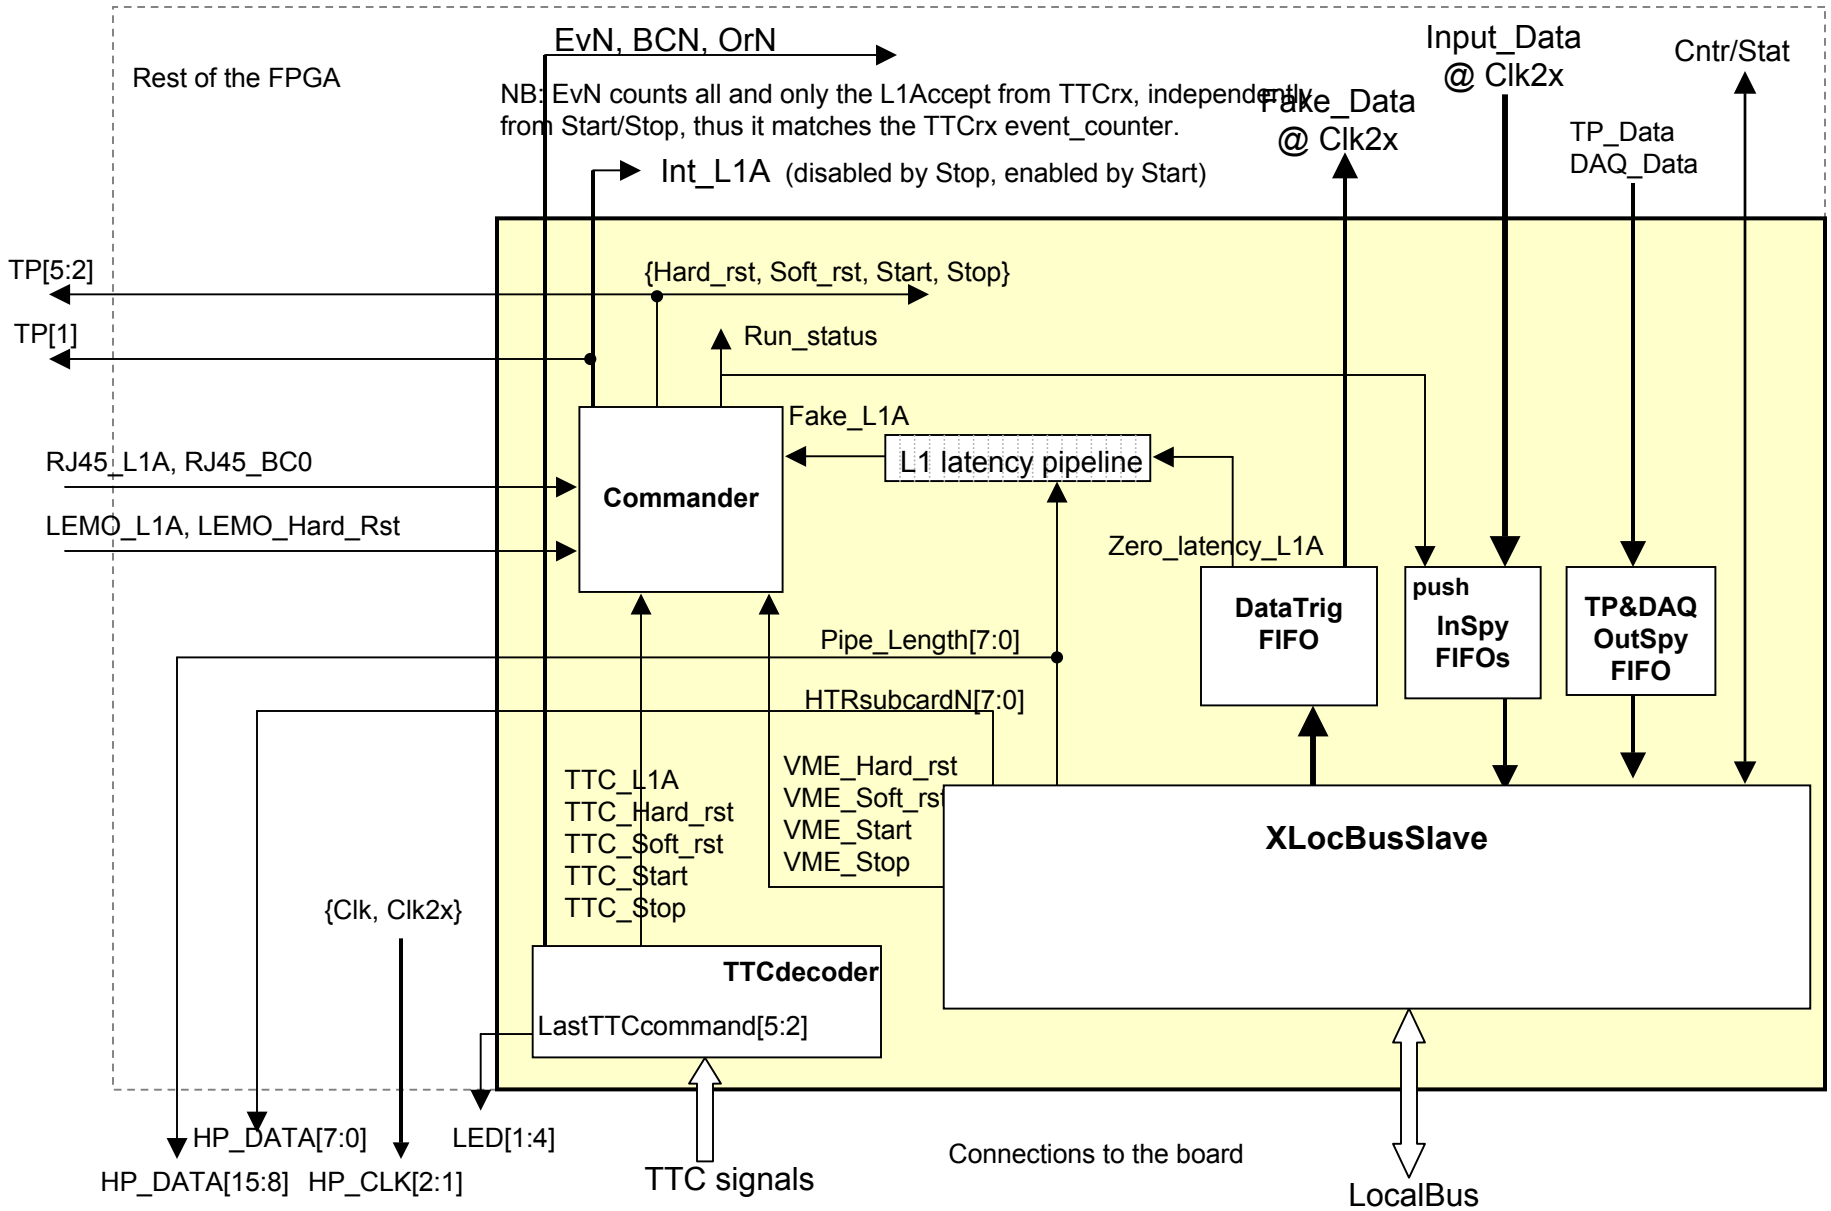 EvN, BCN, OrN
Input_Data
@ Clk2x
Cntr/Stat
Rest of the FPGA
NB: EvN counts all and only the L1Accept from TTCrx, independently
from Start/Stop, thus it matches the TTCrx event_counter.
Fake_Data
@ Clk2x
TP_Data
DAQ_Data
Int_L1A (disabled by Stop, enabled by Start)
TP[5:2]
{Hard_rst, Soft_rst, Start, Stop}
TP[1]
Run_status
Fake_L1A
RJ45_L1A, RJ45_BC0
L1 latency pipeline
Commander
LEMO_L1A, LEMO_Hard_Rst
Zero_latency_L1A
DataTrig
FIFO
push
InSpy
FIFOs
TP&DAQ
OutSpy
FIFO
Pipe_Length[7:0]
HTRsubcardN[7:0]
TTC_L1A
TTC_Hard_rst
TTC_Soft_rst
TTC_Start
TTC_Stop
VME_Hard_rst
VME_Soft_rst
VME_Start
VME_Stop
XLocBusSlave
{Clk, Clk2x}
TTCdecoder
LastTTCcommand[5:2]
HP_DATA[7:0]
LED[1:4]
Connections to the board
HP_DATA[15:8]
HP_CLK[2:1]
TTC signals
LocalBus